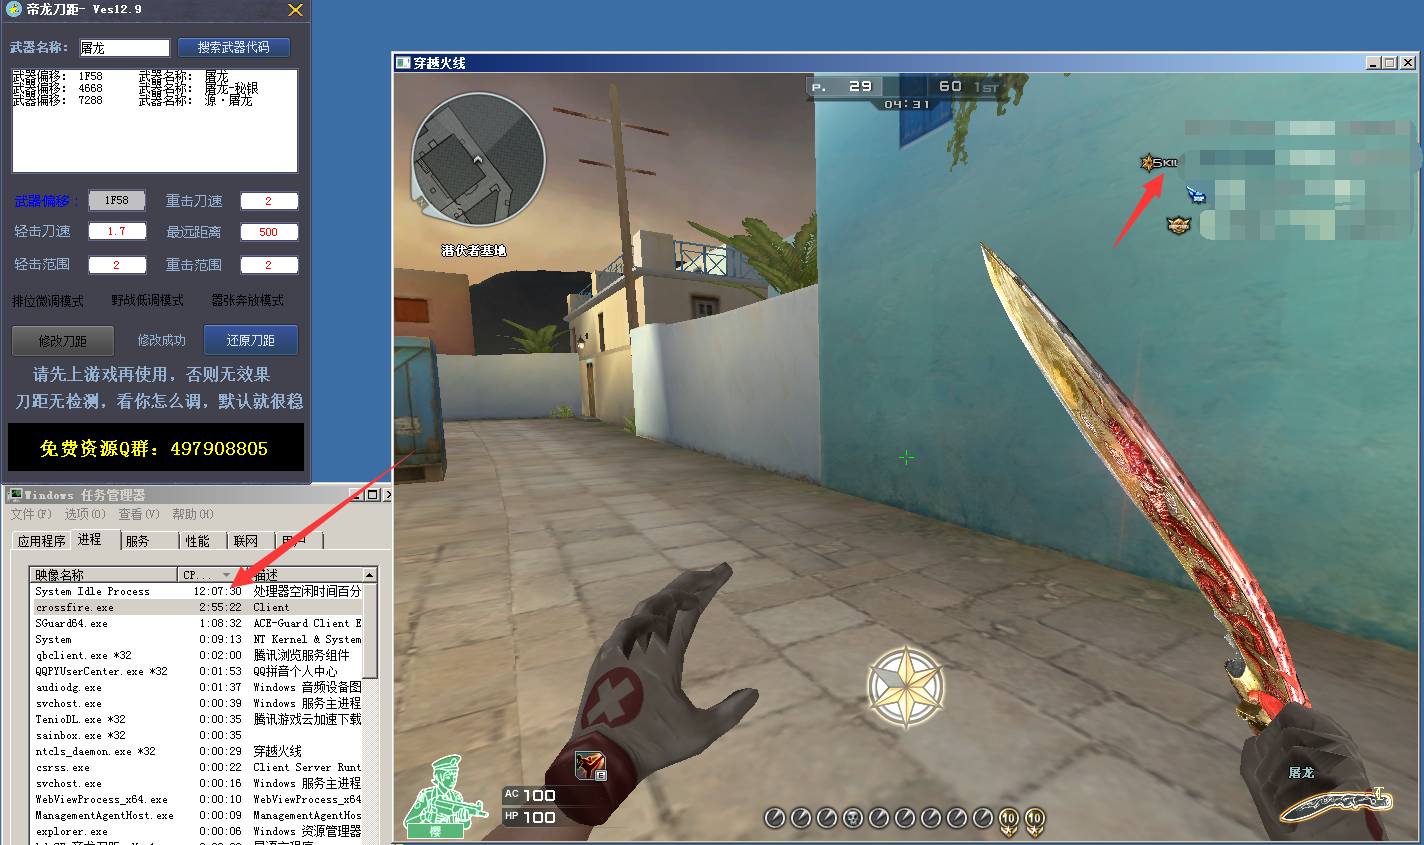 帝龙刀距- Ves12.9
武器名称： 屠龙 搜索武器代码
武器偏移： 1F58 武器名称： 屠龙
武器偏移： 4668 武器名称： 屠龙-秘银
武器偏移： 7288 武器名称： 源·屠龙
武器偏移： 1F58 重击刀速 2
轻击刀速 1.7 最远距离 500
轻击范围 2 重击范围 2
排位微调模式 野战低调模式 嚣张奔放模式
修改刀距 修改成功 还原刀距
请先上游戏再使用，否则无效果
刀距无检测，看你怎么调，默认就很稳
免费资源Q群：497908805
Windows 任务管理器
文件(F) 选项(O) 查看(V) 帮助(H)
应用程序 进程 服务 性能 联网 用户
映像名称 CP... 描述
System Idle Process 12:07:30 处理器空闲时间百分
crossfire.exe 2:55:22 Client
SGuard64.exe 1:08:32 ACE-Guard Client E
System 0:09:13 NT Kernel & System
qbclient.exe *32 0:02:00 腾讯浏览服务组件
QQPYUserCenter.exe *32 0:01:53 QQ拼音个人中心
audiodg.exe 0:01:37 Windows 音频设备图
svchost.exe 0:00:39 Windows 服务主进程
TenioDL.exe *32 0:00:35 腾讯游戏云加速下载
sainbox.exe *32 0:00:35
ntcls_daemon.exe *32 0:00:29 穿越火线
csrss.exe 0:00:22 Client Server Runt
svchost.exe 0:00:16 Windows 服务主进程
WebViewProcess_x64.exe 0:00:10 WebViewProcess_x64
ManagementAgentHost.exe 0:00:09 ManagementAgentHos
explorer.exe 0:00:06 Windows 资源管理器
穿越火线
P. 29 60 1ST
04:31
5KIL
N
潜伏者基地
E
AC 100
HP 100
樱
10 10
屠龙